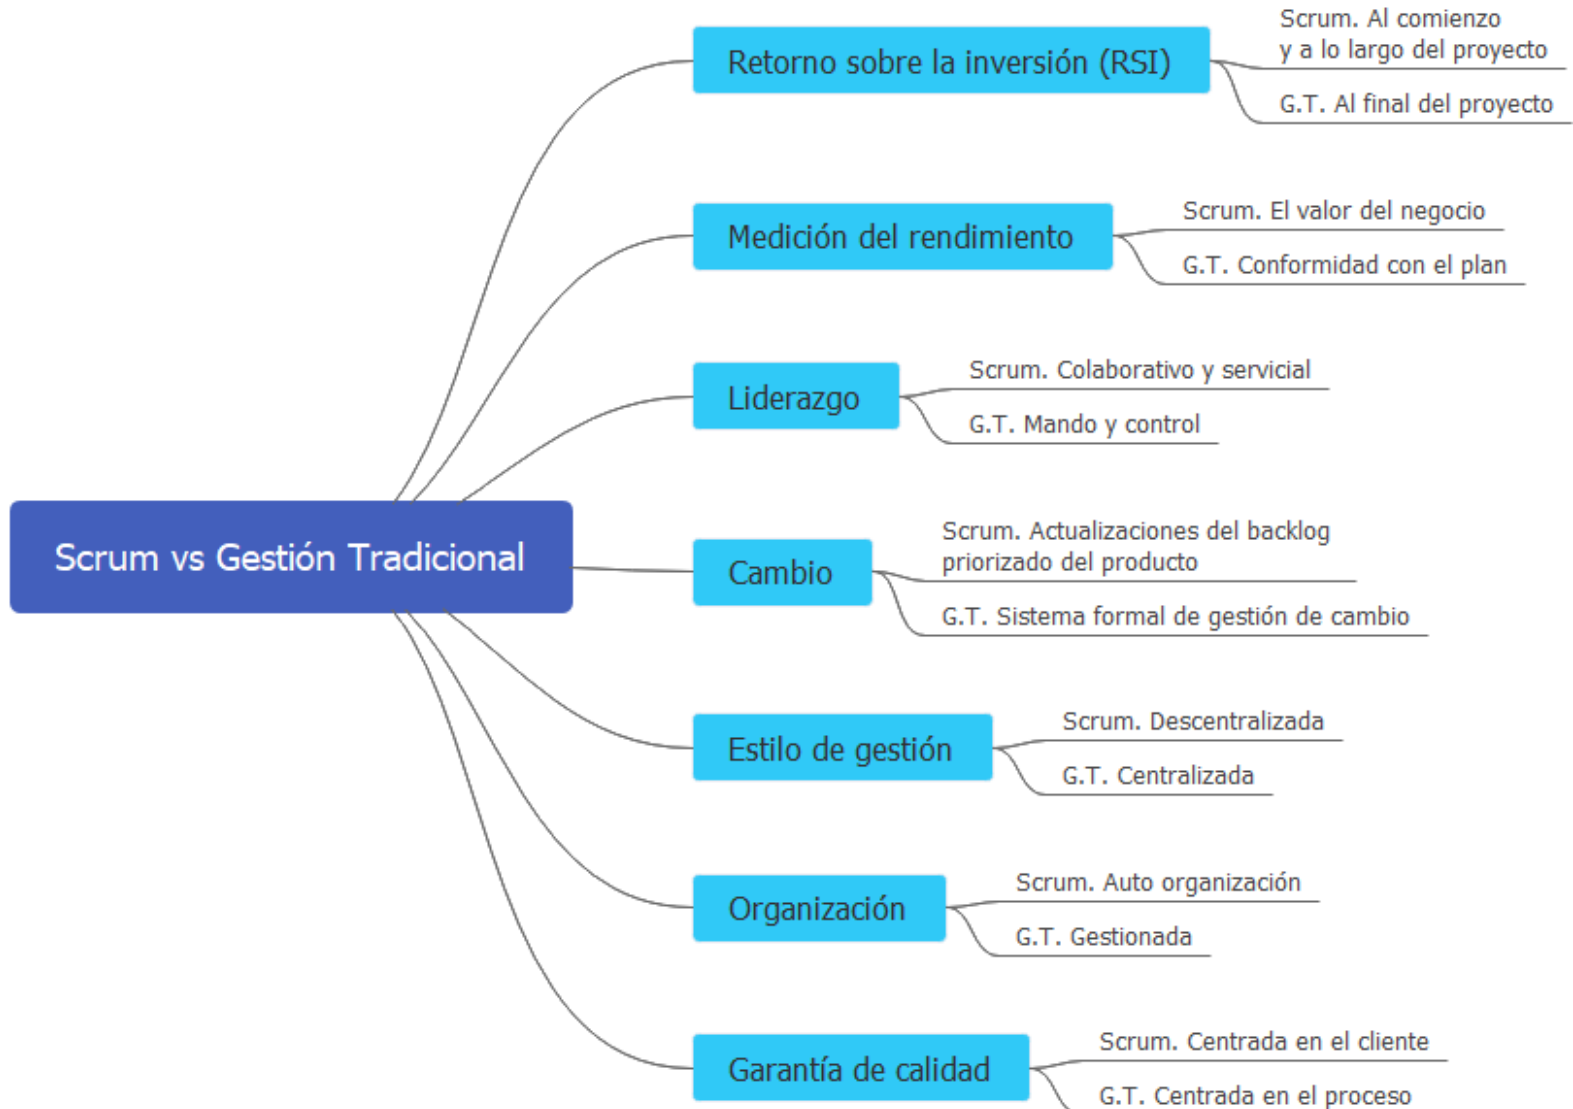 Scrum. Al comienzo
y a lo largo del proyecto
Retorno sobre la inversión (RSI)
G.T. Al final del proyecto
Scrum. El valor del negocio
Medición del rendimiento
G.T. Conformidad con el plan
Scrum. Colaborativo y servicial
Liderazgo
G.T. Mando y control
Scrum vs Gestión Tradicional
Scrum. Actualizaciones del backlog
priorizado del producto
Cambio
G.T. Sistema formal de gestión de cambio
Scrum. Descentralizada
Estilo de gestión
G.T. Centralizada
Scrum. Auto organización
Organización
G.T. Gestionada
Scrum. Centrada en el cliente
Garantía de calidad
G.T. Centrada en el proceso